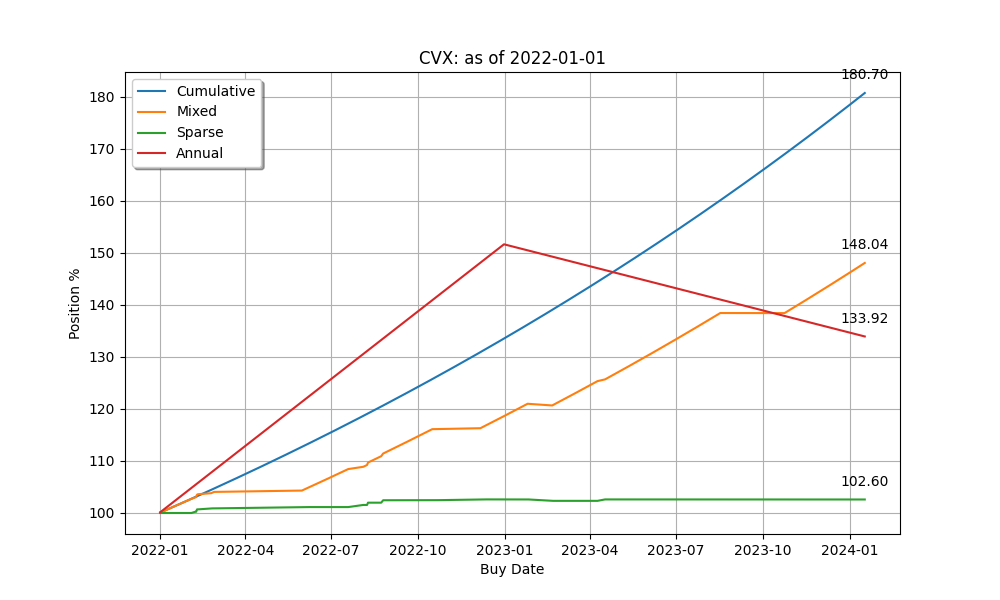 CVX: as of 2022-01-01
180.70
Cumulative
Mixed
Sparse
Annual
180
170
160
150
140
130
120
110
100
Position %
148.04
133.92
102.60
2022-01 2022-04 2022-07 2022-10 2023-01 2023-04 2023-07 2023-10 2024-01
Buy Date